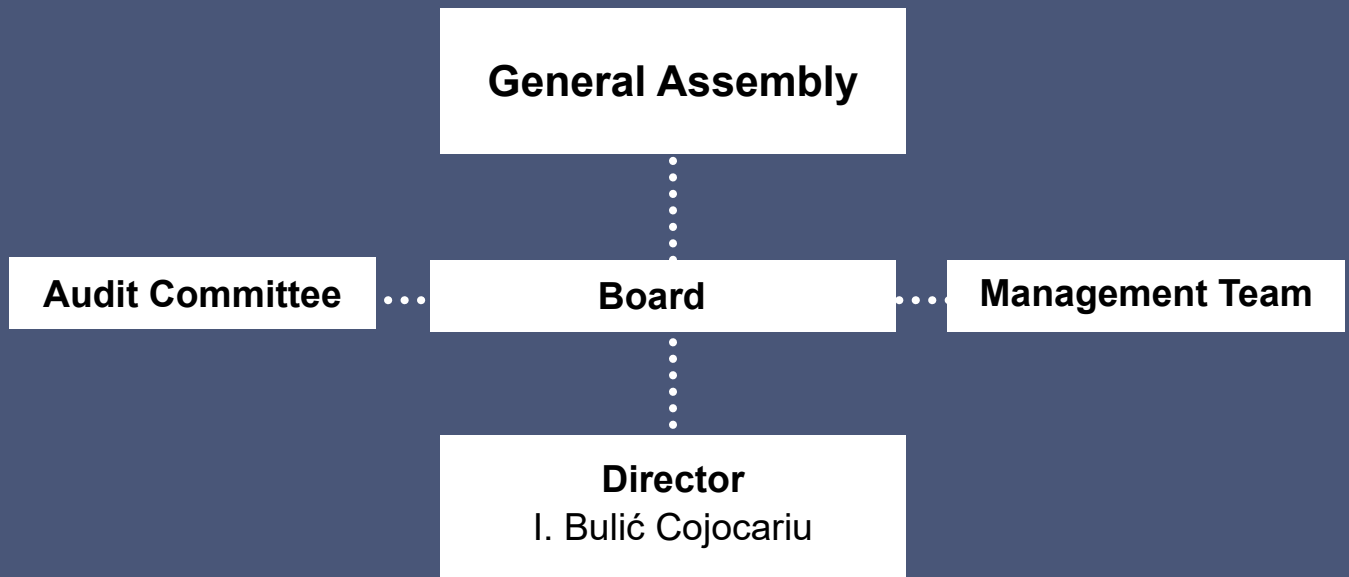 General Assembly
Audit Committee
Board
Management Team
Director
I. Bulić Cojocariu